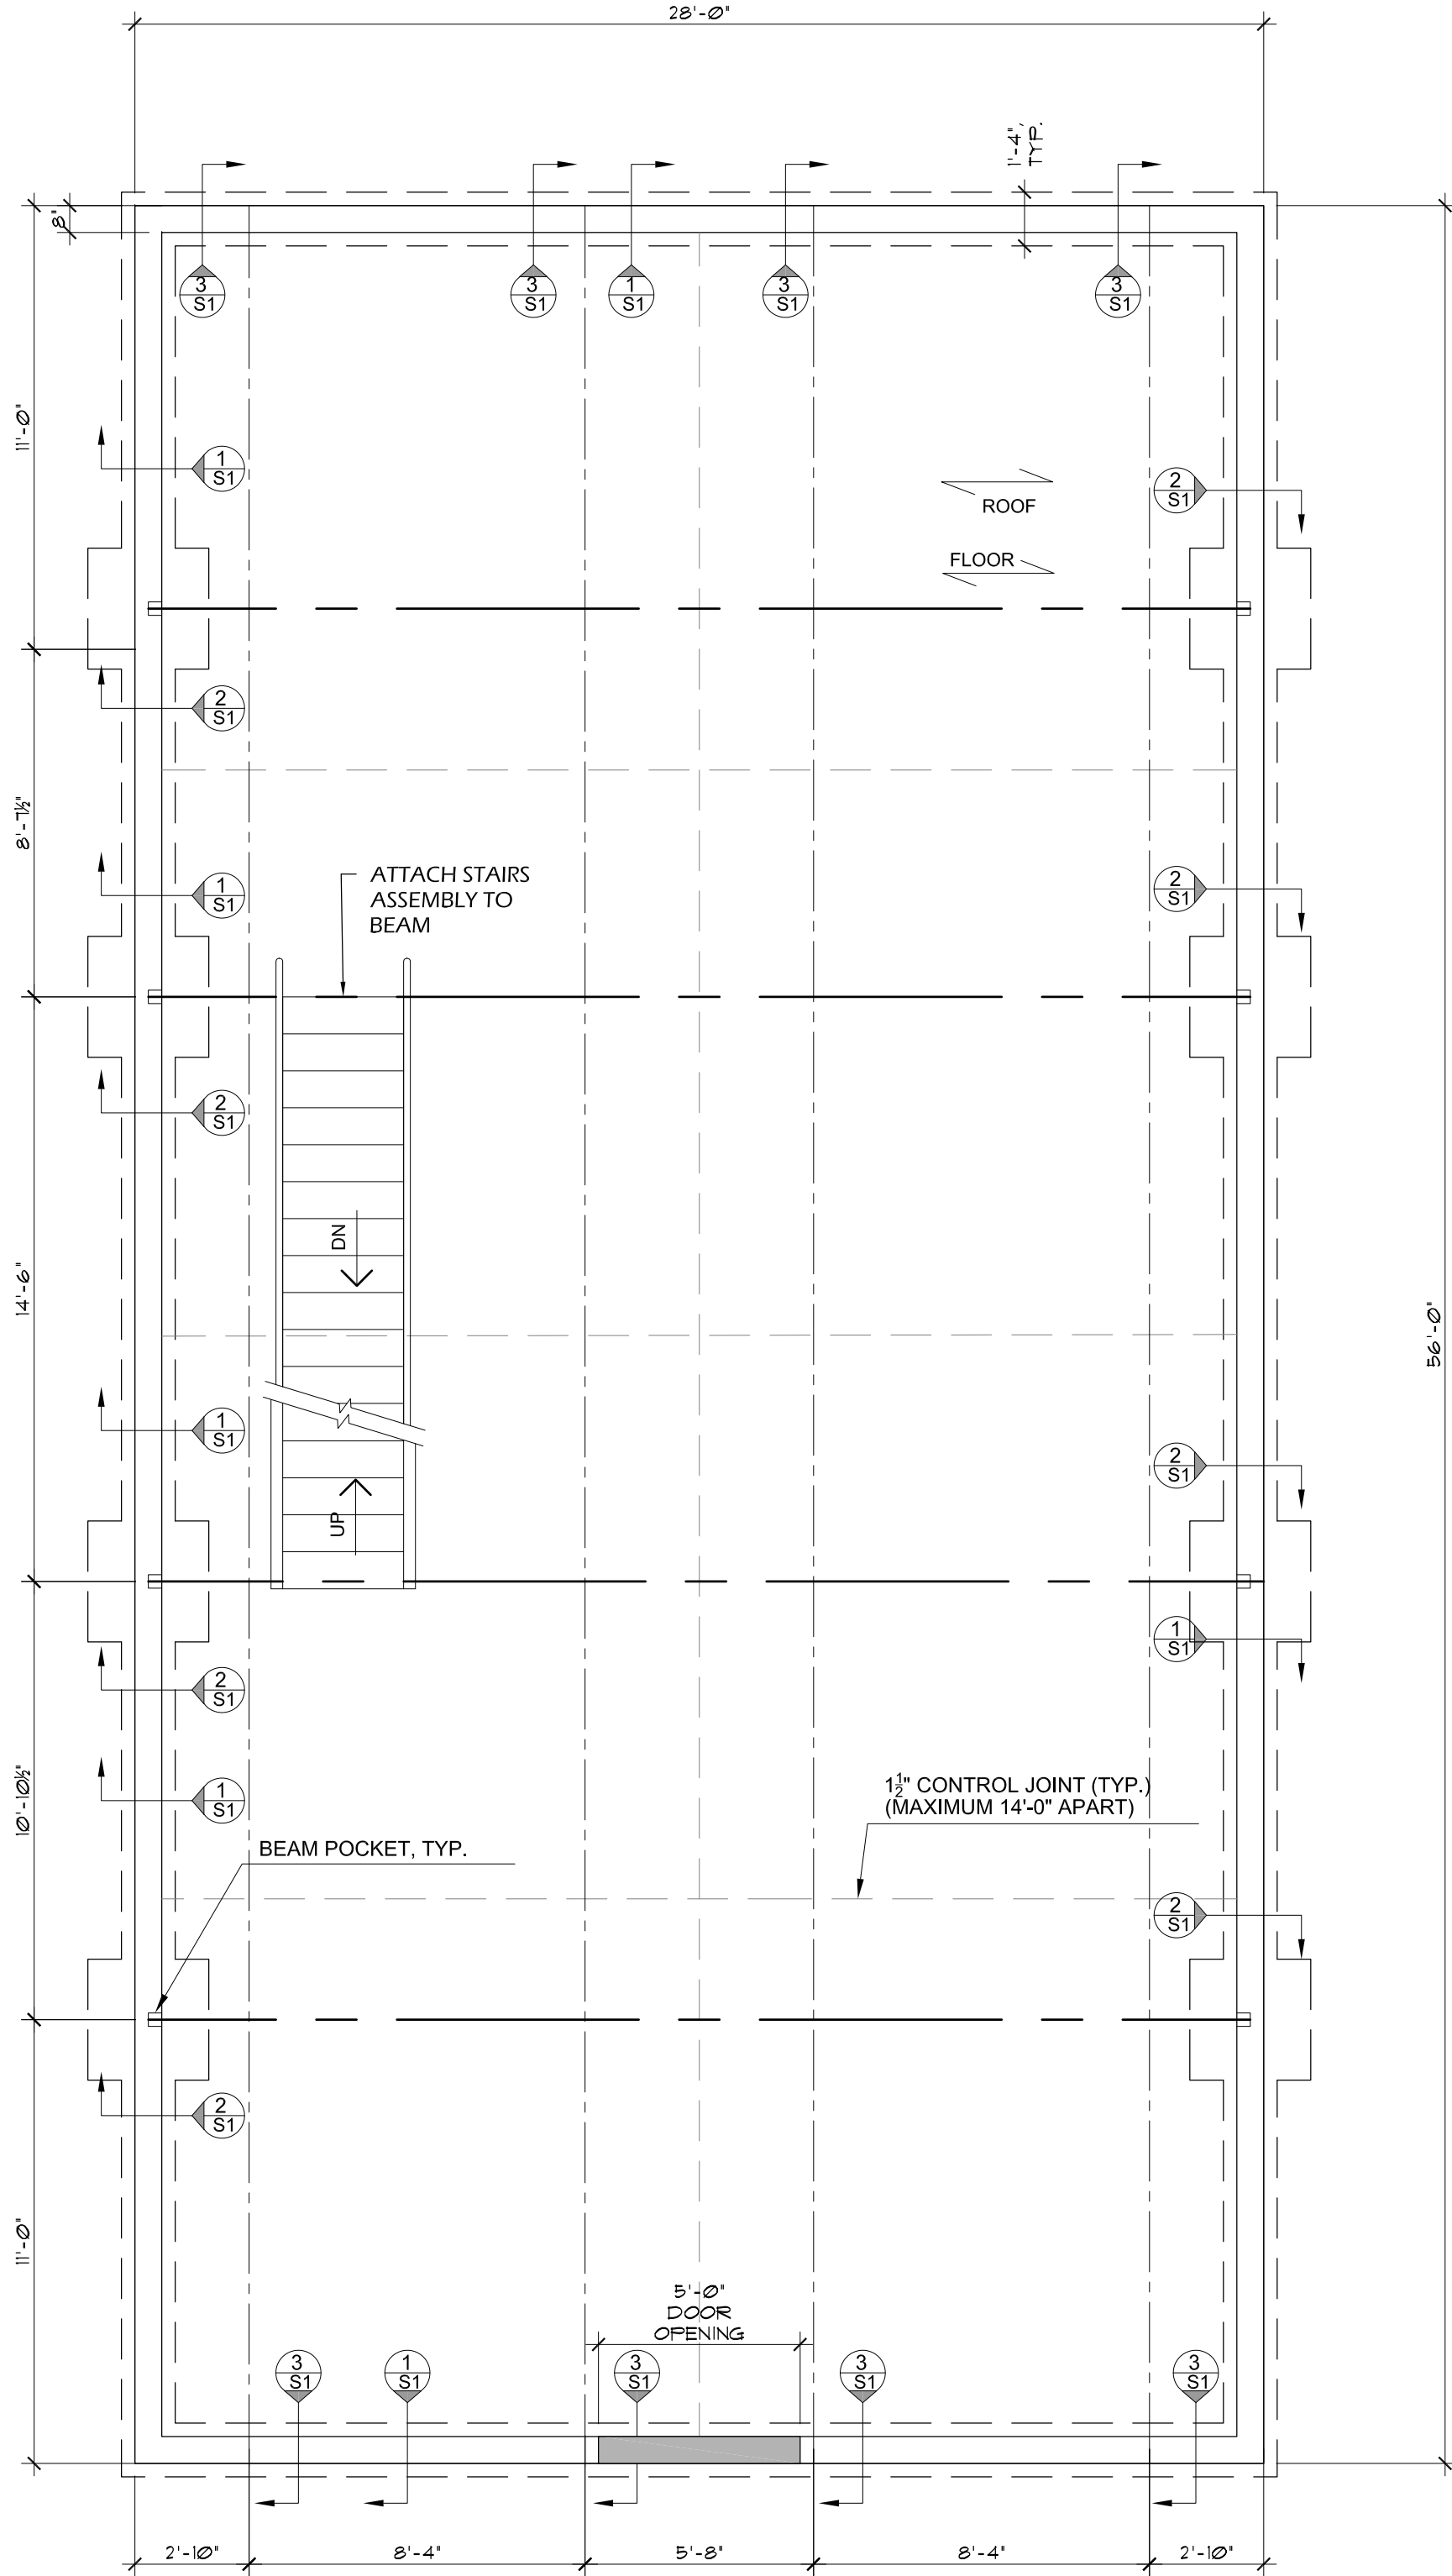 28'-0"
1'-4"
TYP.
8"
3
S1
3
S1
1
S1
3
S1
3
S1
11'-0"
1
S1
2
S1
ROOF
FLOOR
2
S1
8'-7½"
ATTACH STAIRS
ASSEMBLY TO
BEAM
1
S1
2
S1
2
S1
DN
14'-6"
56'-0"
1
S1
2
S1
UP
1
S1
2
S1
10'-10½"
1
S1
1½" CONTROL JOINT (TYP.)
(MAXIMUM 14'-0" APART)
BEAM POCKET, TYP.
2
S1
2
S1
11'-0"
5'-0"
DOOR
OPENING
3
S1
1
S1
3
S1
3
S1
3
S1
2'-10"
8'-4"
5'-8"
8'-4"
2'-10"